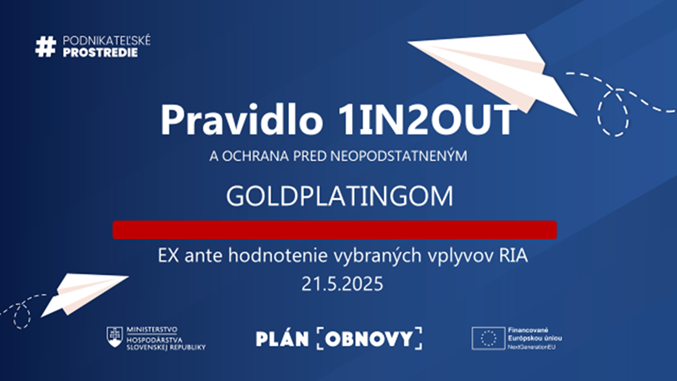 # PODNIKATEĽSKÉ
PROSTREDIE
Pravidlo 1IN2OUT
A OCHRANA PRED NEOPODSTATNENÝM
GOLDPLATINGOM
EX ante hodnotenie vybraných vplyvov RIA
21.5.2025
MINISTERSTVO
HOSPODÁRSTVA
SLOVENSKEJ REPUBLIKY
PLÁN [OBNOVY]
Financované
Európskou úniou
NextGenerationEU